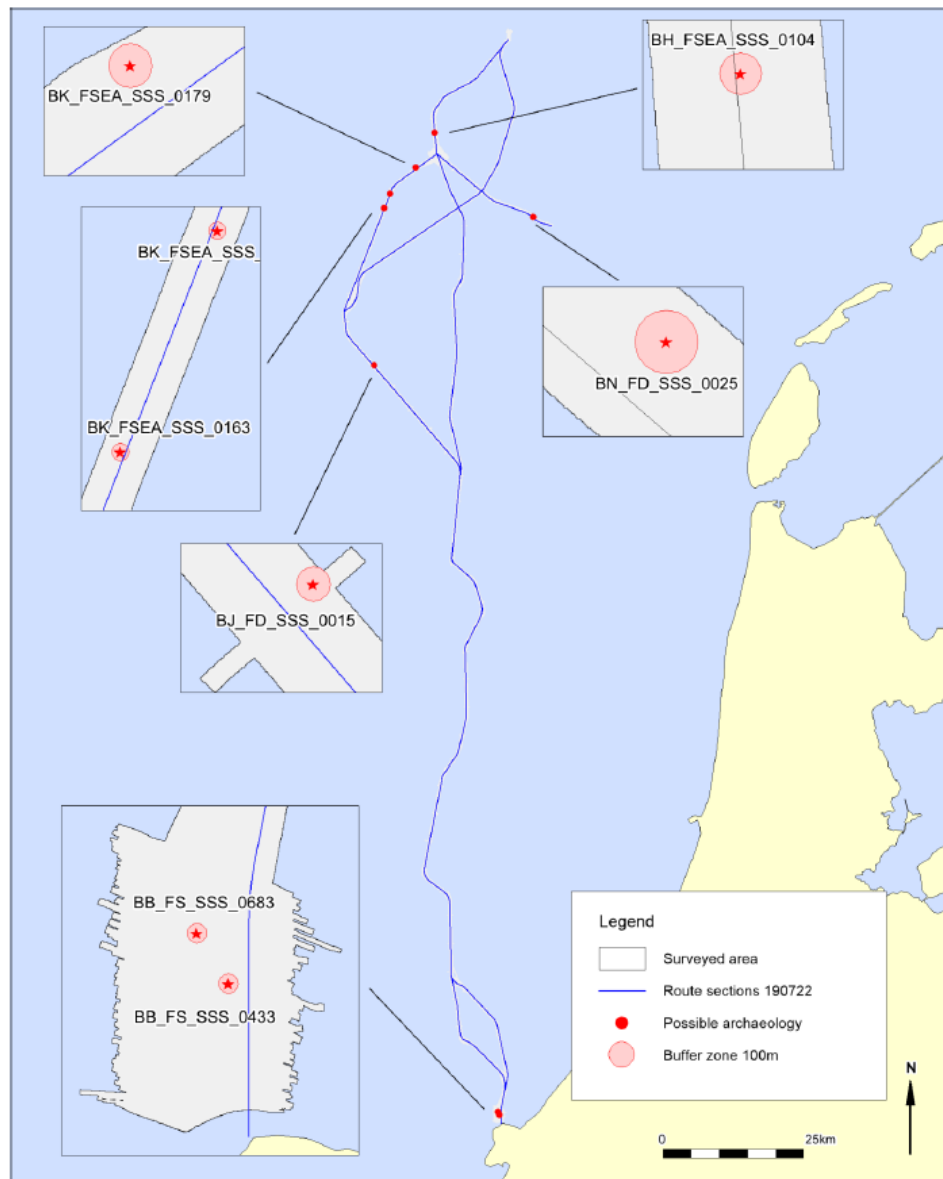 BK_FSEA_SSS_0179
BH_FSEA_SSS_0104
BK_FSEA_SSS_
BK_FSEA_SSS_0163
BN_FD_SSS_0025
BJ_FD_SSS_0015
BB_FS_SSS_0683
BB_FS_SSS_0433
Legend
Surveyed area
Route sections 190722
Possible archaeology
Buffer zone 100m
N
0 25km